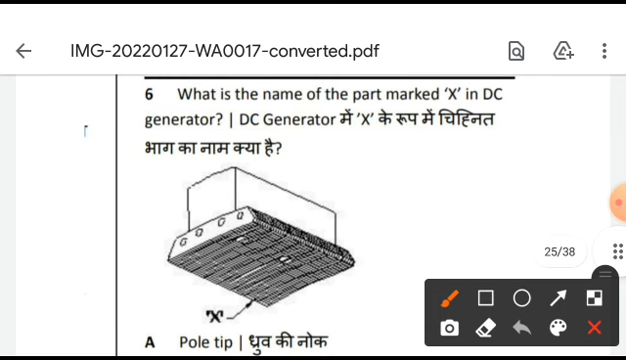 IMG-20220127-WA0017-converted.pdf
6 What is the name of the part marked ‘X’ in DC
generator? | DC Generator में ‘X’ के रूप में चिह्नित
भाग का नाम क्या है?
25/38
'X'
A Pole tip | ध्रुव की नोक